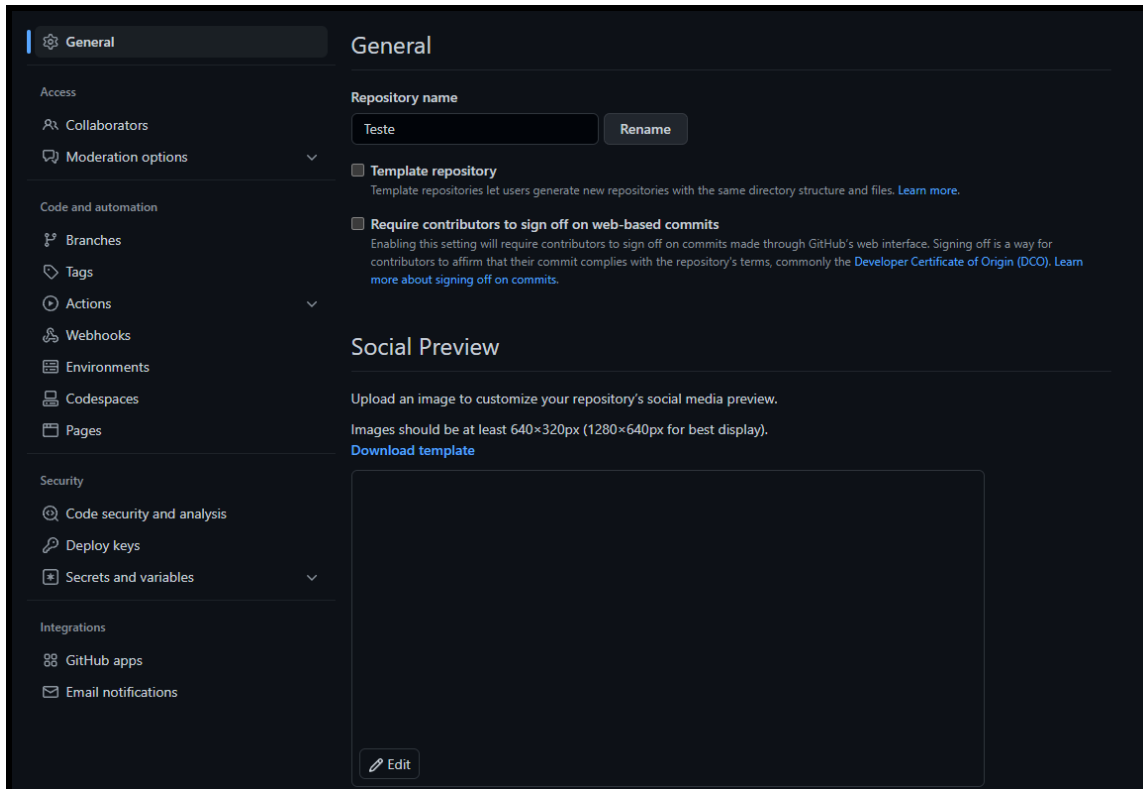 General
Access
Collaborators
Moderation options
Code and automation
Branches
Tags
Actions
Webhooks
Environments
Codespaces
Pages
Security
Code security and analysis
Deploy keys
Secrets and variables
Integrations
GitHub apps
Email notifications
General
Repository name
Teste
Rename
Template repository
Template repositories let users generate new repositories with the same directory structure and files. Learn more.
Require contributors to sign off on web-based commits
Enabling this setting will require contributors to sign off on commits made through GitHub's web interface. Signing off is a way for
contributors to affirm that their commit complies with the repository's terms, commonly the Developer Certificate of Origin (DCO). Learn
more about signing off on commits.
Social Preview
Upload an image to customize your repository's social media preview.
Images should be at least 640×320px (1280×640px for best display).
Download template
Edit